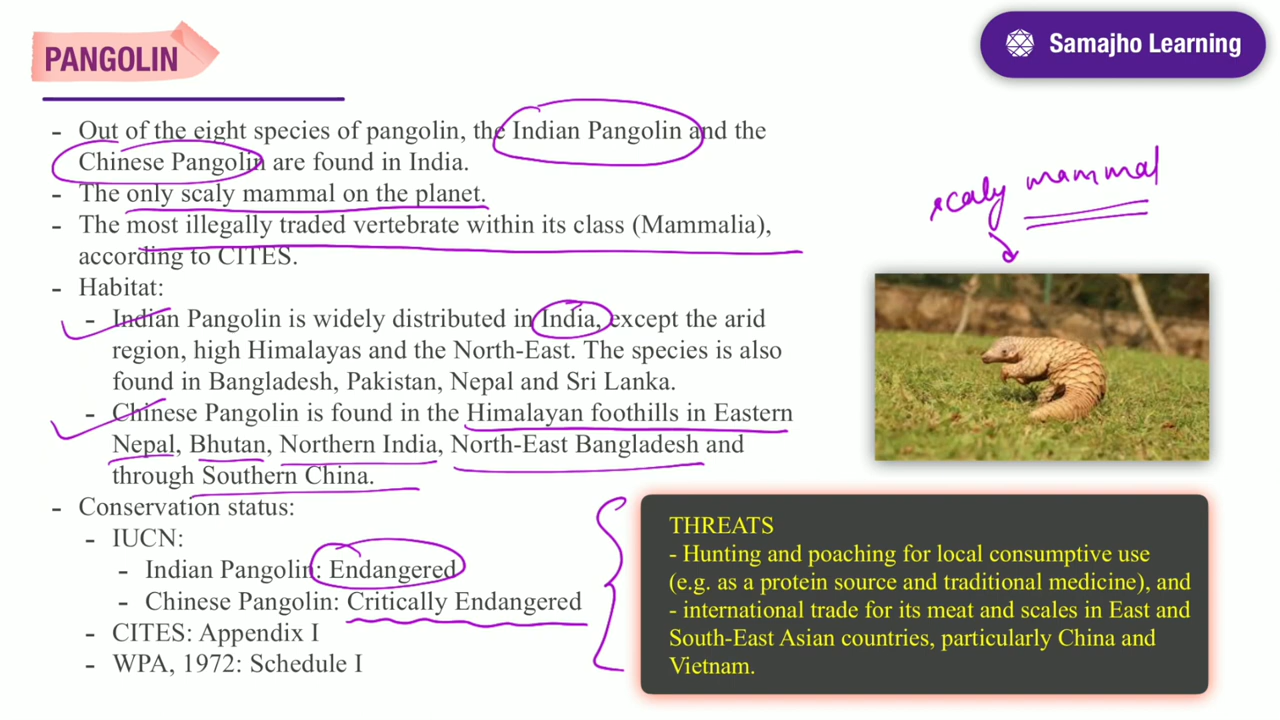 PANGOLIN
Samajho Learning
- Out of the eight species of pangolin, the Indian Pangolin and the
Chinese Pangolin are found in India.
- The only scaly mammal on the planet.
- The most illegally traded vertebrate within its class (Mammalia),
according to CITES.
- Habitat:
- Indian Pangolin is widely distributed in India, except the arid
region, high Himalayas and the North-East. The species is also
found in Bangladesh, Pakistan, Nepal and Sri Lanka.
- Chinese Pangolin is found in the Himalayan foothills in Eastern
Nepal, Bhutan, Northern India, North-East Bangladesh and
through Southern China.
- Conservation status:
- IUCN:
- Indian Pangolin: Endangered
- Chinese Pangolin: Critically Endangered
- CITES: Appendix I
- WPA, 1972: Schedule I
scaly mammal
THREATS
- Hunting and poaching for local consumptive use
(e.g. as a protein source and traditional medicine), and
- international trade for its meat and scales in East and
South-East Asian countries, particularly China and
Vietnam.